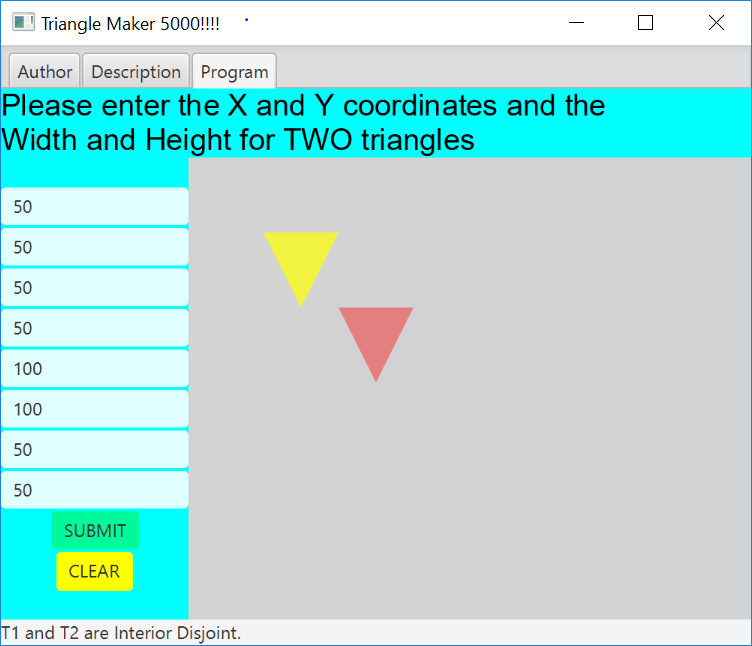 Triangle Maker 5000!!!!
Author Description Program
Please enter the X and Y coordinates and the
Width and Height for TWO triangles
50
50
50
50
100
100
50
50
SUBMIT
CLEAR
T1 and T2 are Interior Disjoint.